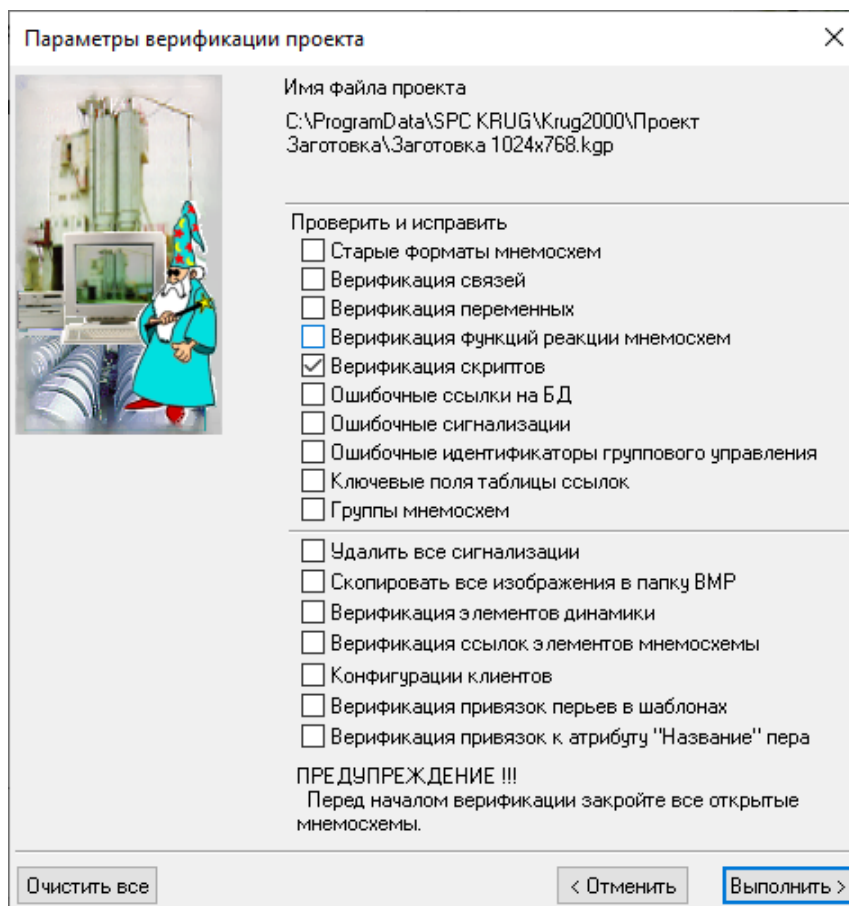 Параметры верификации проекта
Имя файла проекта
C:\ProgramData\SPC KRUG\Krug2000\Проект
Заготовка\Заготовка 1024x768.kgp
Проверить и исправить
Старые форматы мнемосхем
Верификация связей
Верификация переменных
Верификация функций реакции мнемосхем
Верификация скриптов
Ошибочные ссылки на БД
Ошибочные сигнализации
Ошибочные идентификаторы группового управления
Ключевые поля таблицы ссылок
Группы мнемосхем
Удалить все сигнализации
Скопировать все изображения в папку BMP
Верификация элементов динамики
Верификация ссылок элементов мнемосхемы
Конфигурации клиентов
Верификация привязок перьев в шаблонах
Верификация привязок к атрибуту "Название" пера
ПРЕДУПРЕЖДЕНИЕ !!!
Перед началом верификации закройте все открытые
мнемосхемы.
Очистить все
< Отменить
Выполнить >